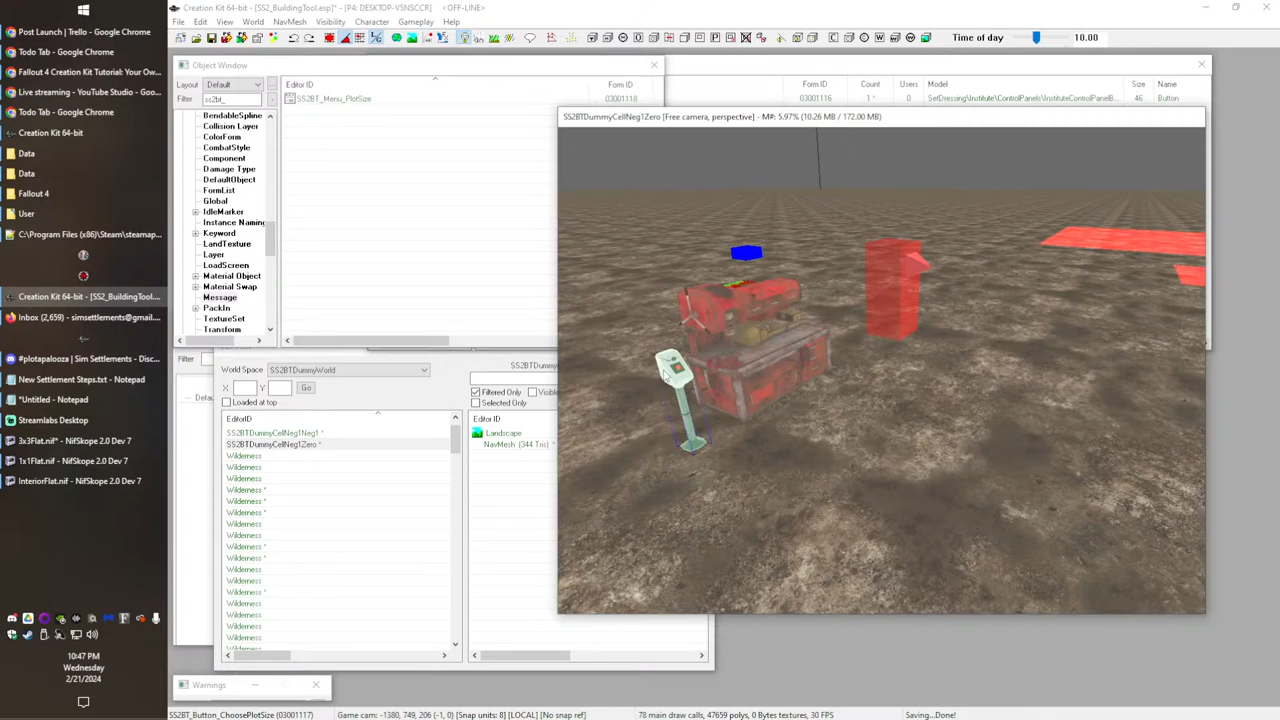 Post Launch | Trello - Google Chrome
Todo Tab - Google Chrome
Fallout 4 Creation Kit Tutorial: Your Ow...
Live streaming - YouTube Studio - Goo...
Todo Tab - Google Chrome
Creation Kit 64-bit
Data
Data
Fallout 4
User
C:\Program Files (x86)\Steam\steamap...
Creation Kit 64-bit - [SS2_BuildingTool....
Inbox (2,659) - simsettlements@gmail....
#plotapalooza | Sim Settlements - Disc...
New Settlement Steps.txt - Notepad
*Untitled - Notepad
Streamlabs Desktop
3x3Flat.nif* - NifSkope 2.0 Dev 7
1x1Flat.nif - NifSkope 2.0 Dev 7
InteriorFlat.nif - NifSkope 2.0 Dev 7
10:47 PM
Wednesday
2/21/2024
Creation Kit 64-bit - [SS2_BuildingTool.esp]* - [P4: DESKTOP-V5NSCCR] <OFF-LINE>
File Edit View World NavMesh Visibility Character Gameplay Help
Time of day 10.00
Object Window
Layout Default
Filter ss2bt_
BendableSpline
Collision Layer
ColorForm
CombatStyle
Component
Damage Type
DefaultObject
FormList
Global
IdleMarker
Instance Naming
Keyword
LandTexture
Layer
LoadScreen
Material Object
Material Swap
Message
PackIn
TextureSet
Transform
Editor ID Form ID
SS2BT_Menu_PlotSize 03001118
Form ID Count Users Model Size Name
03001116 1 * 0 SetDressing\Institute\ControlPanels\InstituteControlPanelB... 46 Button
SS2BTDummyCellNeg1Zero [Free camera, perspective] - M#: 5.97% (10.26 MB / 172.00 MB)
Filter
World Space SS2BTDummyWorld
X Y Go
Loaded at top
EditorID
SS2BTDummyCellNeg1Neg1 *
SS2BTDummyCellNeg1Zero *
Wilderness
Wilderness
Wilderness
Wilderness *
Wilderness *
Wilderness
Wilderness *
Wilderness
Wilderness *
Wilderness *
Wilderness
Wilderness
Wilderness *
Wilderness
Wilderness
Wilderness
Wilderness
Wilderness
SS2BTDumm
Filtered Only
Selected Only
Editor ID
Landscape
NavMesh (344 Tris) *
Warnings
SS2BT_Button_ChoosePlotSize (03001117) Game cam: -1380, 749, 206 (-1, 0) [Snap units: 8] [LOCAL] [No snap ref] 78 main draw calls, 47659 polys, 0 Bytes textures, 30 FPS Saving...Done!